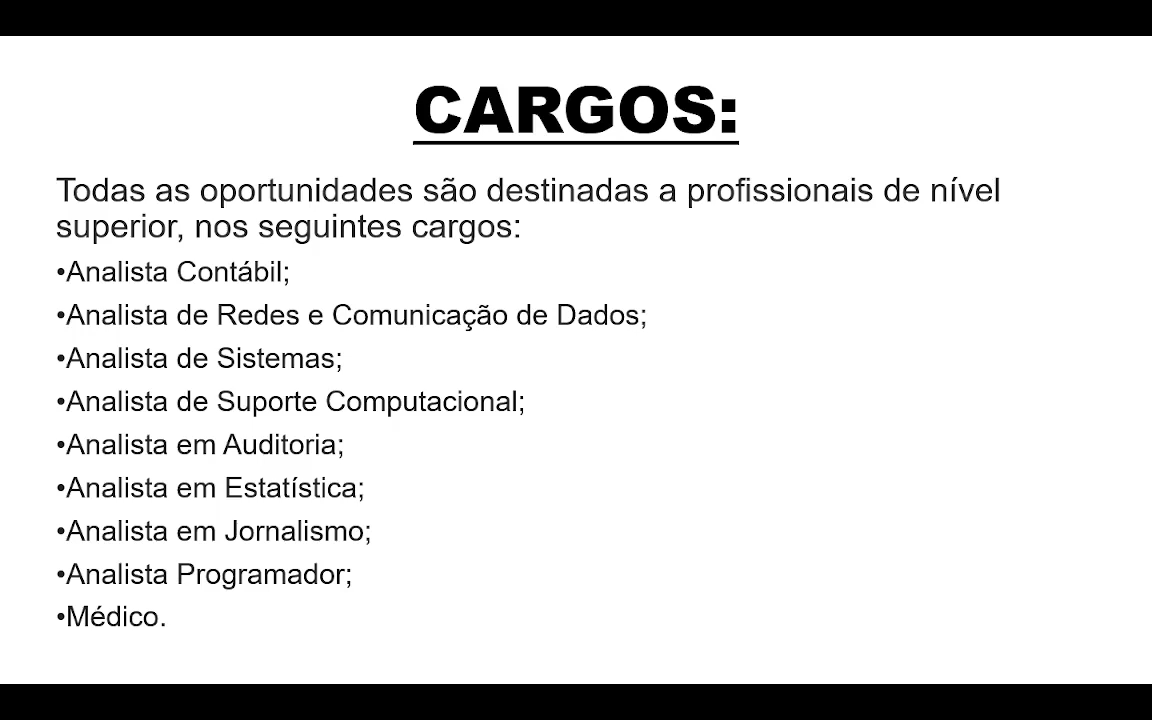 CARGOS:
Todas as oportunidades são destinadas a profissionais de nível
superior, nos seguintes cargos:
•Analista Contábil;
•Analista de Redes e Comunicação de Dados;
•Analista de Sistemas;
•Analista de Suporte Computacional;
•Analista em Auditoria;
•Analista em Estatística;
•Analista em Jornalismo;
•Analista Programador;
•Médico.